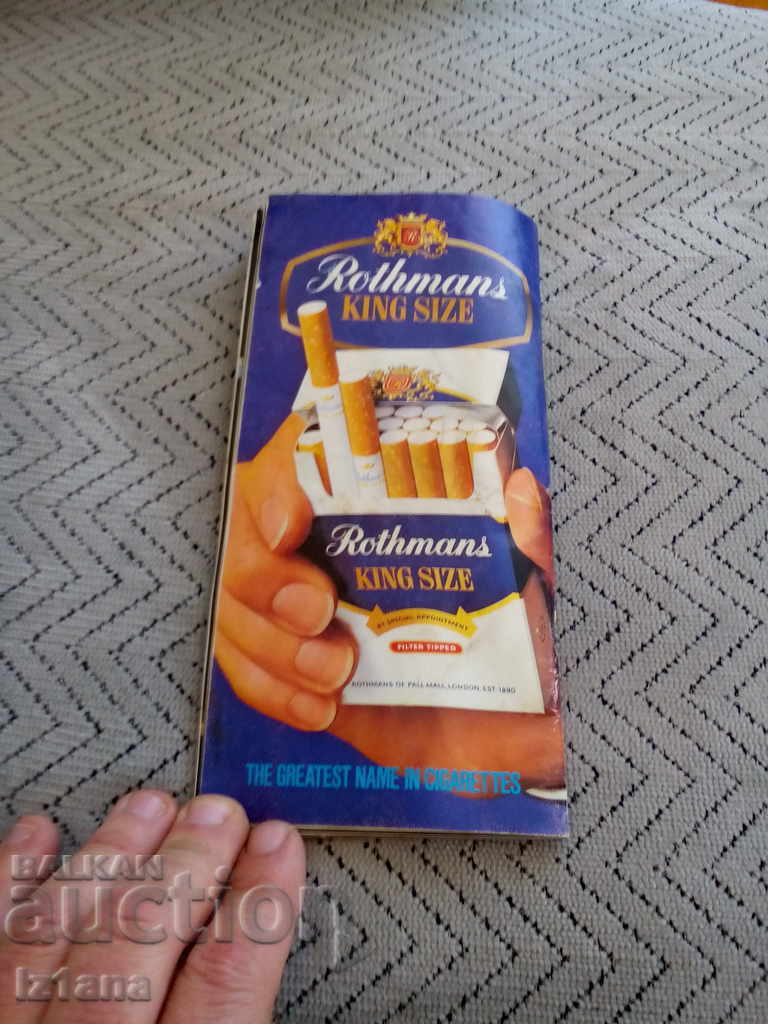 Rothmans
KING SIZE
Rothmans
KING SIZE
BY SPECIAL APPOINTMENT
FILTER TIPPED
ROTHMANS OF PALL MALL LONDON EST. 1890
THE GREATEST NAME IN CIGARETTES
BALKAN
auction
iz1ana